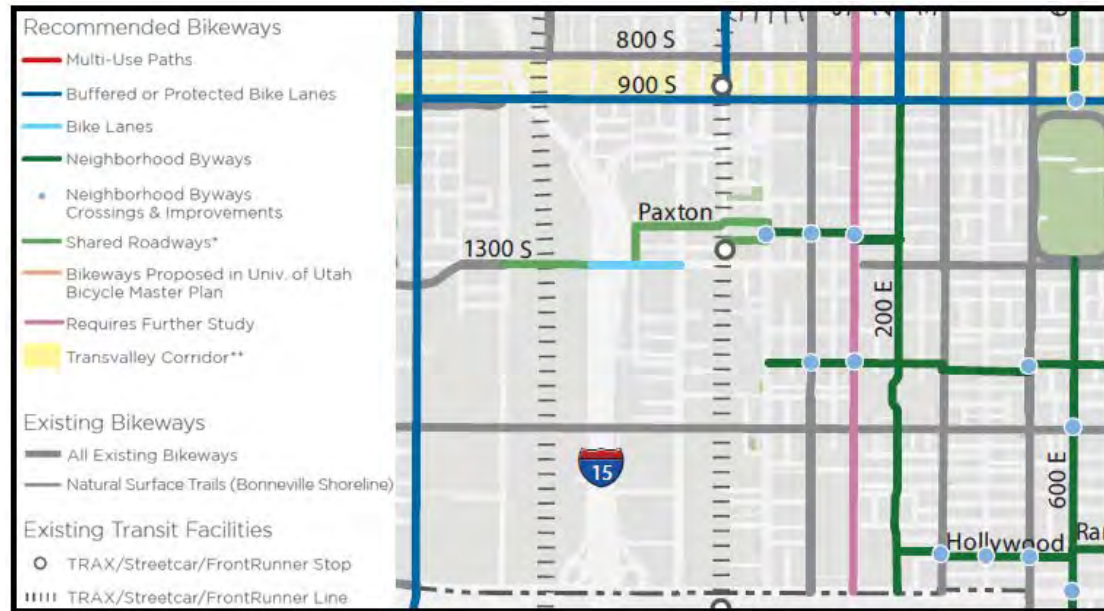 Recommended Bikeways
Multi-Use Paths
Buffered or Protected Bike Lanes
Bike Lanes
Neighborhood Byways
Neighborhood Byways
Crossings & Improvements
Shared Roadways*
Bikeways Proposed in Univ. of Utah
Bicycle Master Plan
Requires Further Study
Transvalley Corridor**
Existing Bikeways
All Existing Bikeways
Natural Surface Trails (Bonneville Shoreline)
Existing Transit Facilities
TRAX/Streetcar/FrontRunner Stop
TRAX/Streetcar/FrontRunner Line
800 S
900 S
Paxton
1300 S
200 E
15
600 E
Hollywood